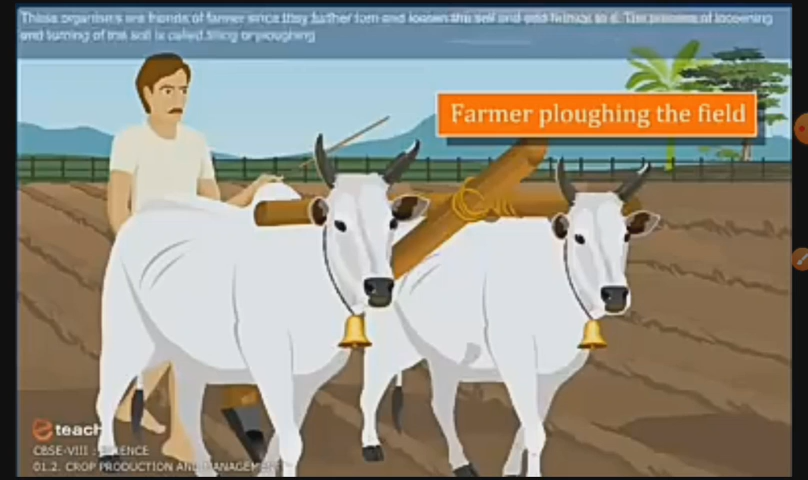 These organisms are friends of farmer since they further turn and loosen the soil and add humus to it. The process of loosening
and turning of the soil is called tilling or ploughing
Farmer ploughing the field
e teach
CBSE-VIII : SCIENCE
01.2. CROP PRODUCTION AND MANAGEMENT